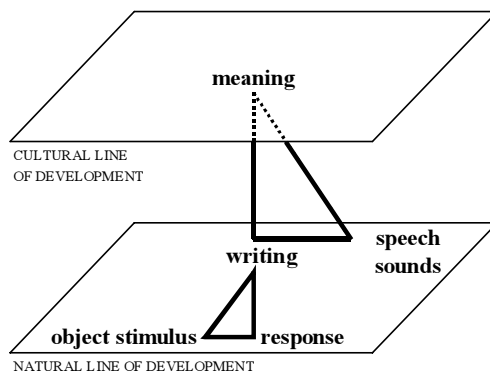 meaning
CULTURAL LINE
OF DEVELOPMENT
writing
speech
sounds
object stimulus
response
NATURAL LINE OF DEVELOPMENT